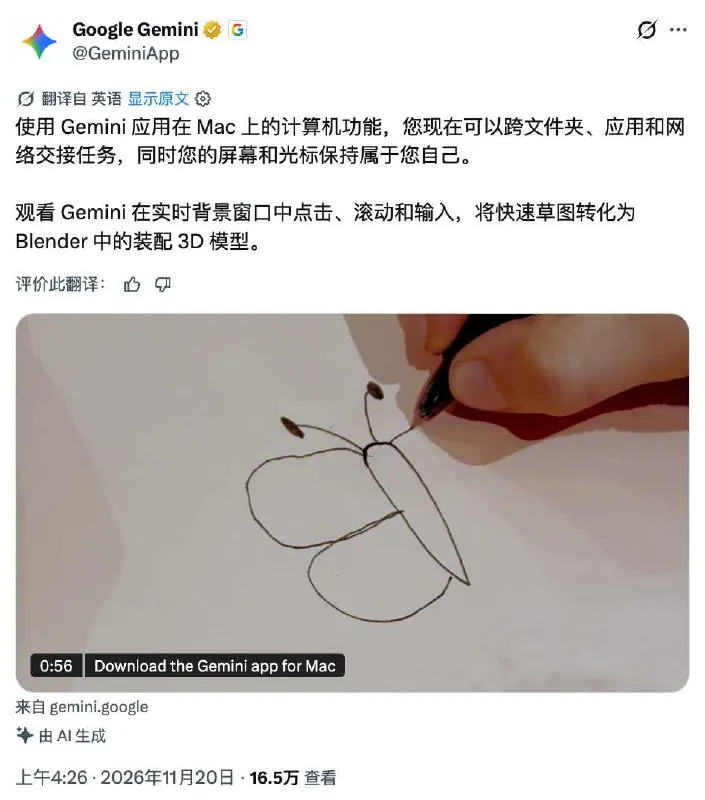 Google Gemini
@GeminiApp
翻译自 英语 显示原文
使用 Gemini 应用在 Mac 上的计算机功能，您现在可以跨文件夹、应用和网
络交接任务，同时您的屏幕和光标保持属于您自己。
观看 Gemini 在实时背景窗口中点击、滚动和输入，将快速草图转化为
Blender 中的装配 3D 模型。
评价此翻译：
0:56 Download the Gemini app for Mac
来自 gemini.google
由 AI 生成
上午4:26 · 2026年11月20日 · 16.5万 查看